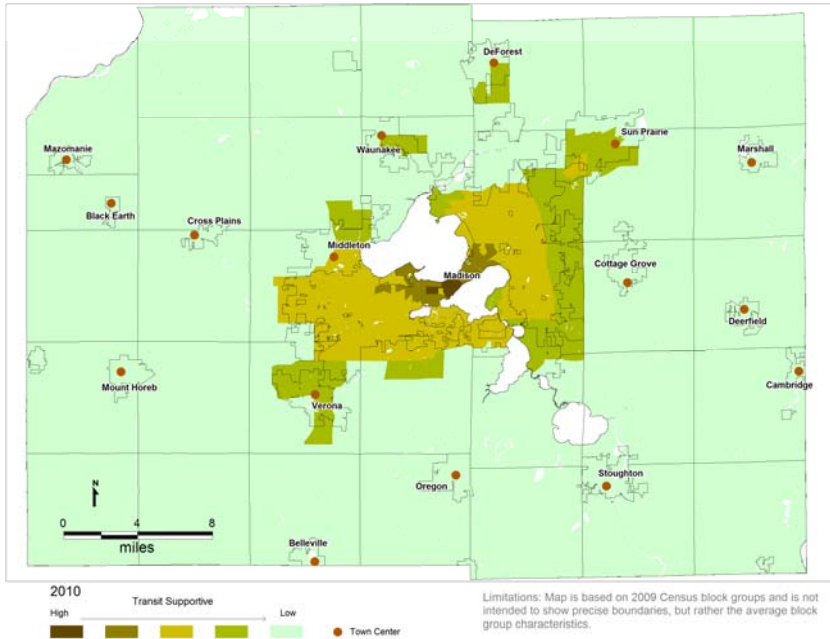 DeForest
Sun Prairie
Waunakee
Mazomanie
Marshall
Black Earth
Cross Plains
Middleton
Cottage Grove
Madison
Deerfield
Mount Horeb
Cambridge
Verona
Stoughton
Oregon
N
0 4 8
miles
Belleville
2010
Transit Supportive
High Low
Town Center
Limitations: Map is based on 2009 Census block groups and is not
intended to show precise boundaries, but rather the average block
group characteristics.